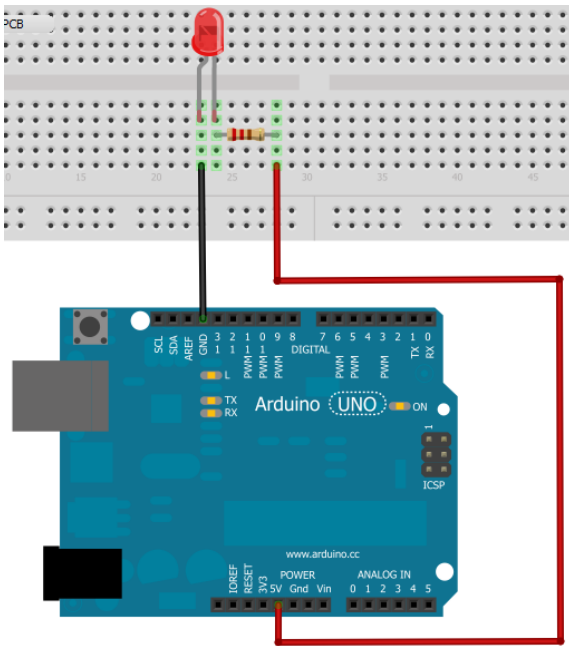 PCB
10 15 20 25 30 35 40 45
SCL SDA AREF GND 13 12 11 PWM 10 PWM 9 PWM 8 7 6 PWM 5 PWM 4 3 PWM 2 1 TX 0 RX
DIGITAL
L
TX
RX
Arduino UNO
ON
1
ICSP
www.arduino.cc
POWER ANALOG IN
IOREF RESET 3V3 5V Gnd Vin 0 1 2 3 4 5